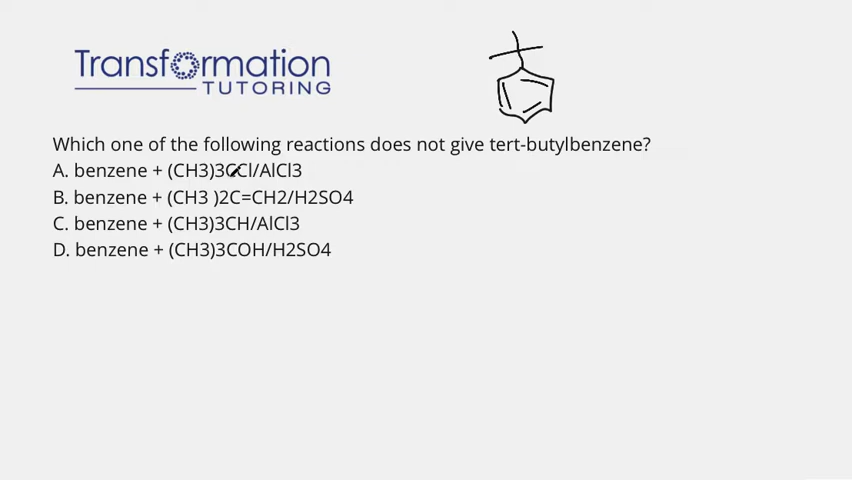 Transformation
TUTORING
Which one of the following reactions does not give tert-butylbenzene?
A. benzene + (CH3)3CCl/AlCl3
B. benzene + (CH3 )2C=CH2/H2SO4
C. benzene + (CH3)3CH/AlCl3
D. benzene + (CH3)3COH/H2SO4